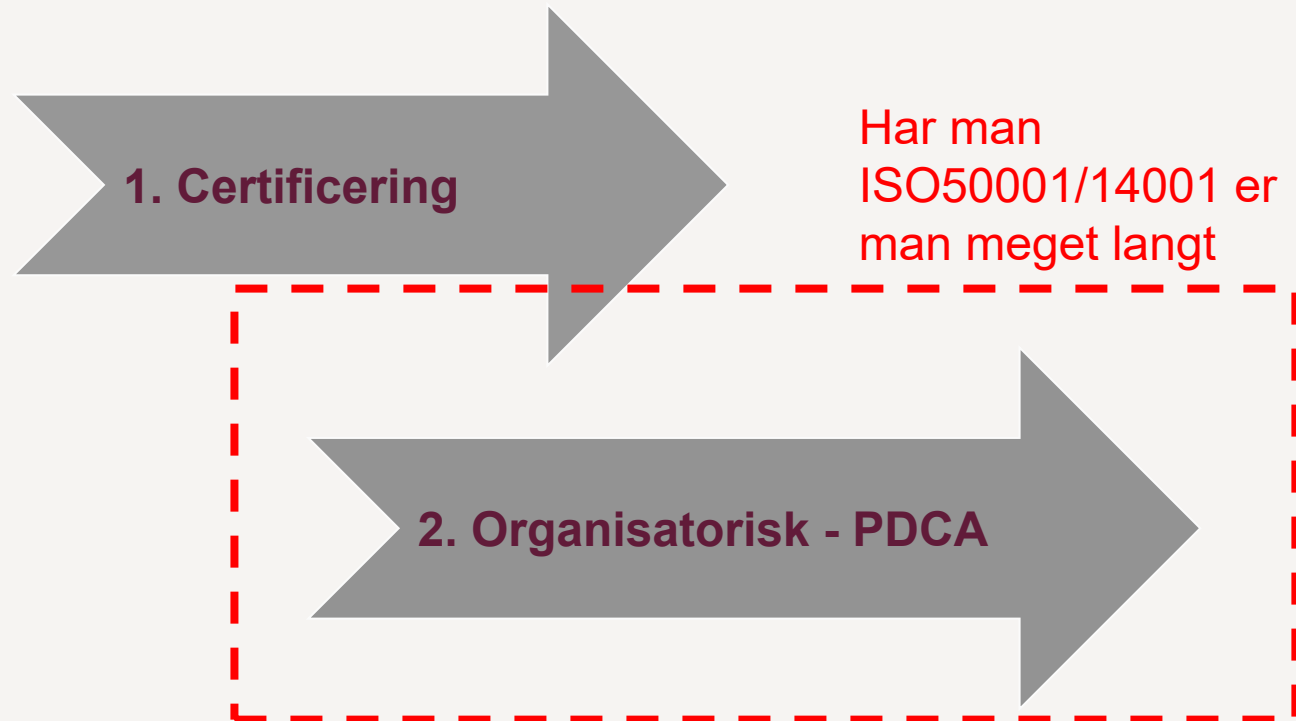 1. Certificering
Har man
ISO50001/14001 er
man meget langt
2. Organisatorisk - PDCA